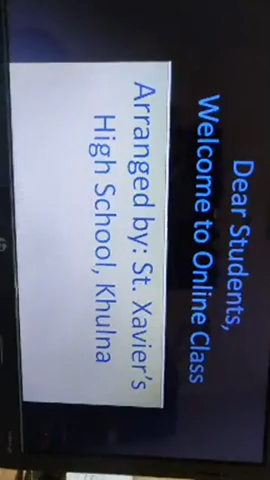 Dear Students,
Welcome to Online Class
Arranged by: St. Xavier's
High School, Khulna